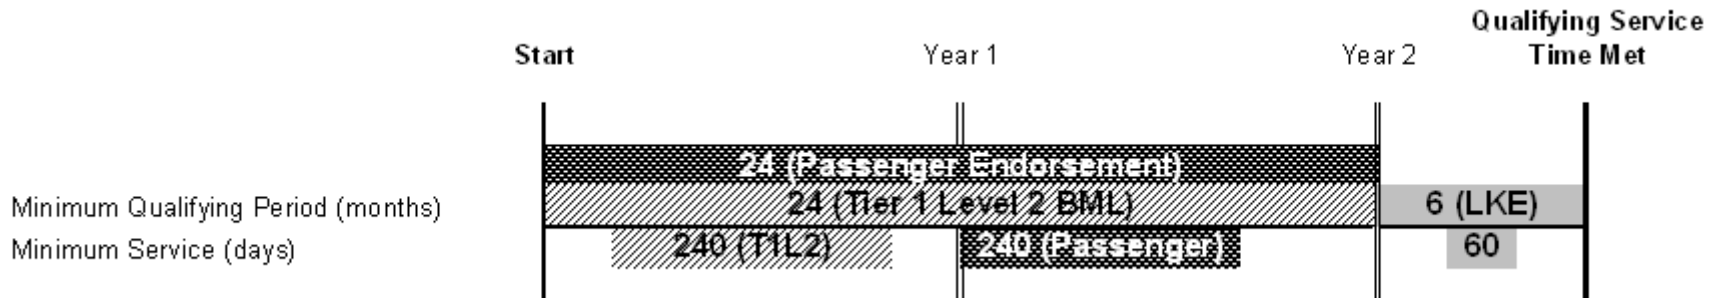 Qualifying Service
Start Year 1 Year 2 Time Met
24 (Passenger Endorsement)
Minimum Qualifying Period (months) 24 (Tier 1 Level 2 BML) 6 (LKE)
Minimum Service (days) 240 (T1L2) 240 (Passenger) 60